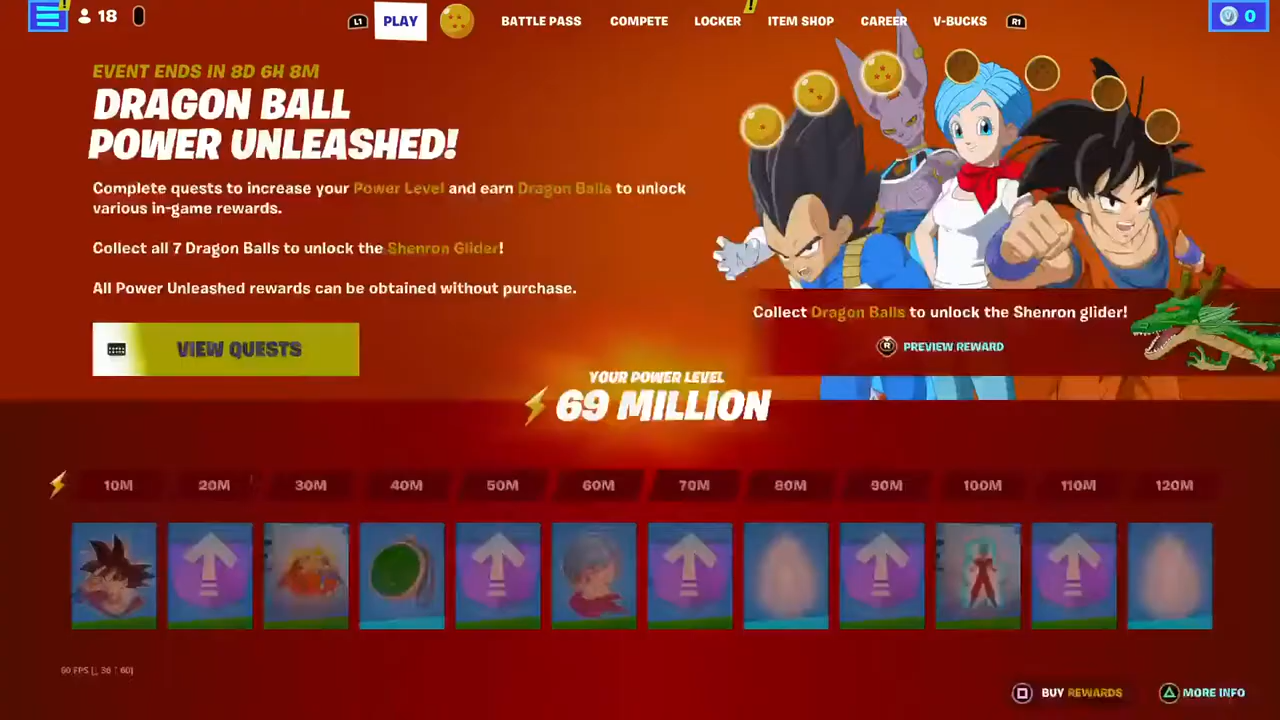 18
L1 PLAY BATTLE PASS COMPETE LOCKER ITEM SHOP CAREER V-BUCKS R1
0
EVENT ENDS IN 8D 6H 8M
DRAGON BALL
POWER UNLEASHED!
Complete quests to increase your Power Level and earn Dragon Balls to unlock
various in-game rewards.
Collect all 7 Dragon Balls to unlock the Shenron Glider!
All Power Unleashed rewards can be obtained without purchase.
VIEW QUESTS
Collect Dragon Balls to unlock the Shenron glider!
R PREVIEW REWARD
YOUR POWER LEVEL
69 MILLION
10M 20M 30M 40M 50M 60M 70M 80M 90M 100M 110M 120M
BUY REWARDS MORE INFO